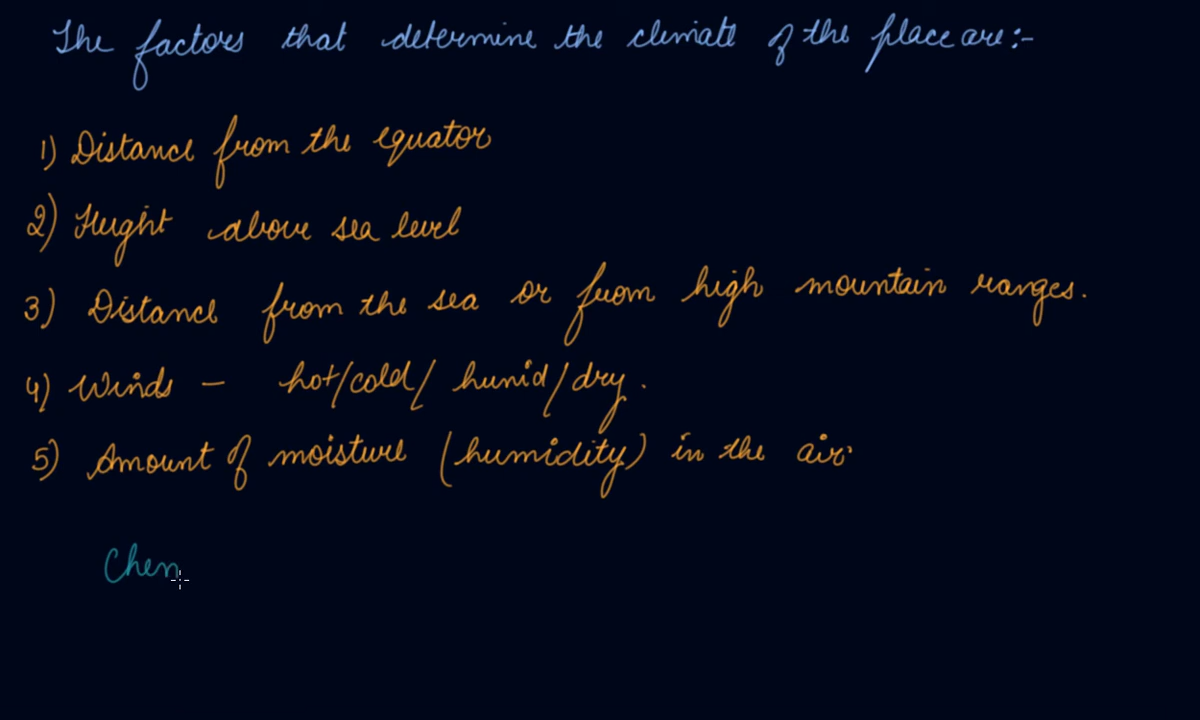 The factors that determine the climate of the place are:-
1) Distance from the equator
2) Height above sea level
3) Distance from the sea or from high mountain ranges.
4) Winds - hot/cold/ humid/dry.
5) Amount of moisture (humidity) in the air
Chen